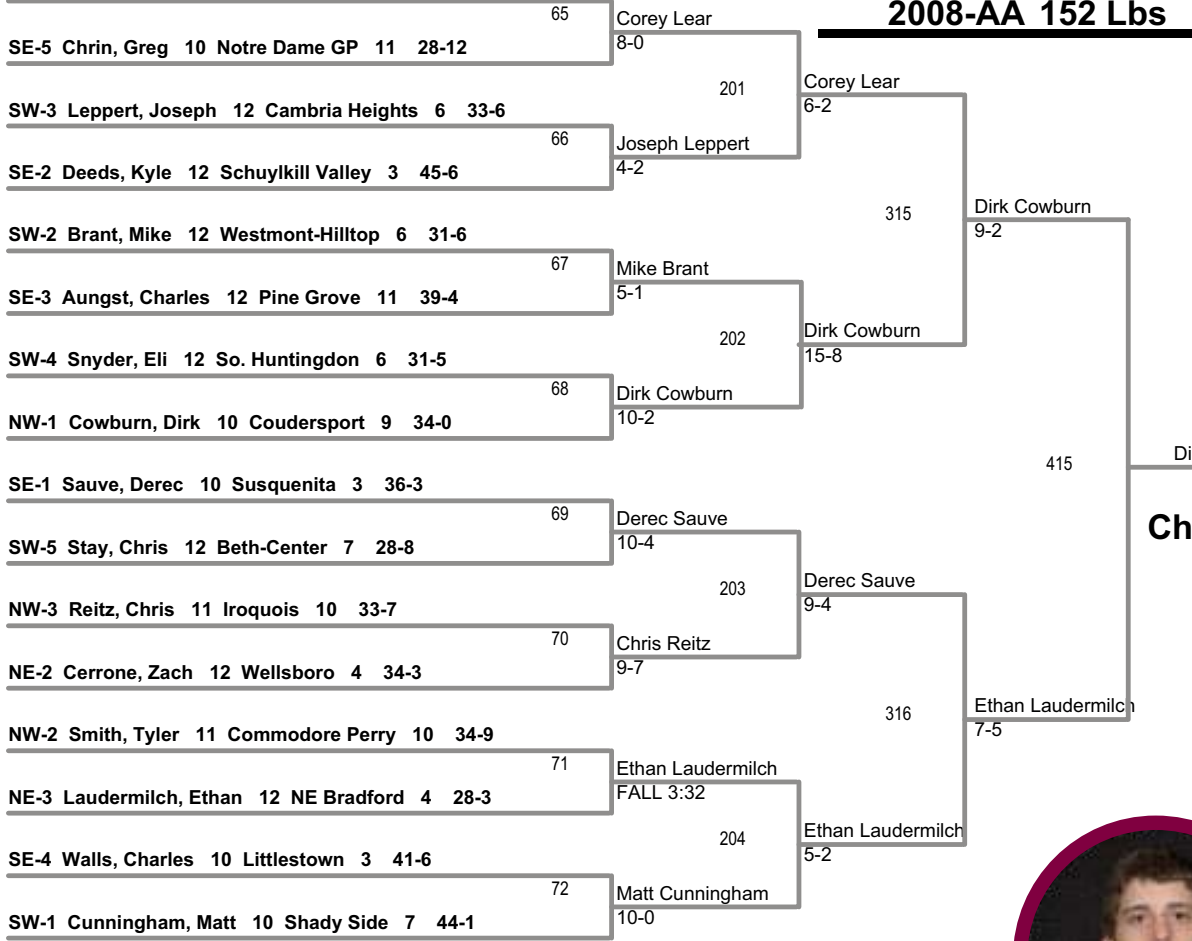 2008-AA 152 Lbs
65
Corey Lear
8-0
SE-5 Chrin, Greg 10 Notre Dame GP 11 28-12
201
Corey Lear
6-2
SW-3 Leppert, Joseph 12 Cambria Heights 6 33-6
66
Joseph Leppert
4-2
SE-2 Deeds, Kyle 12 Schuylkill Valley 3 45-6
315
Dirk Cowburn
9-2
SW-2 Brant, Mike 12 Westmont-Hilltop 6 31-6
67
Mike Brant
5-1
SE-3 Aungst, Charles 12 Pine Grove 11 39-4
202
Dirk Cowburn
15-8
SW-4 Snyder, Eli 12 So. Huntingdon 6 31-5
68
Dirk Cowburn
10-2
NW-1 Cowburn, Dirk 10 Coudersport 9 34-0
415
Di
SE-1 Sauve, Derec 10 Susquenita 3 36-3
69
Derec Sauve
10-4
Ch
SW-5 Stay, Chris 12 Beth-Center 7 28-8
203
Derec Sauve
9-4
NW-3 Reitz, Chris 11 Iroquois 10 33-7
70
Chris Reitz
9-7
NE-2 Cerrone, Zach 12 Wellsboro 4 34-3
316
Ethan Laudermilch
7-5
NW-2 Smith, Tyler 11 Commodore Perry 10 34-9
71
Ethan Laudermilch
FALL 3:32
NE-3 Laudermilch, Ethan 12 NE Bradford 4 28-3
204
Ethan Laudermilch
5-2
SE-4 Walls, Charles 10 Littlestown 3 41-6
72
Matt Cunningham
10-0
SW-1 Cunningham, Matt 10 Shady Side 7 44-1